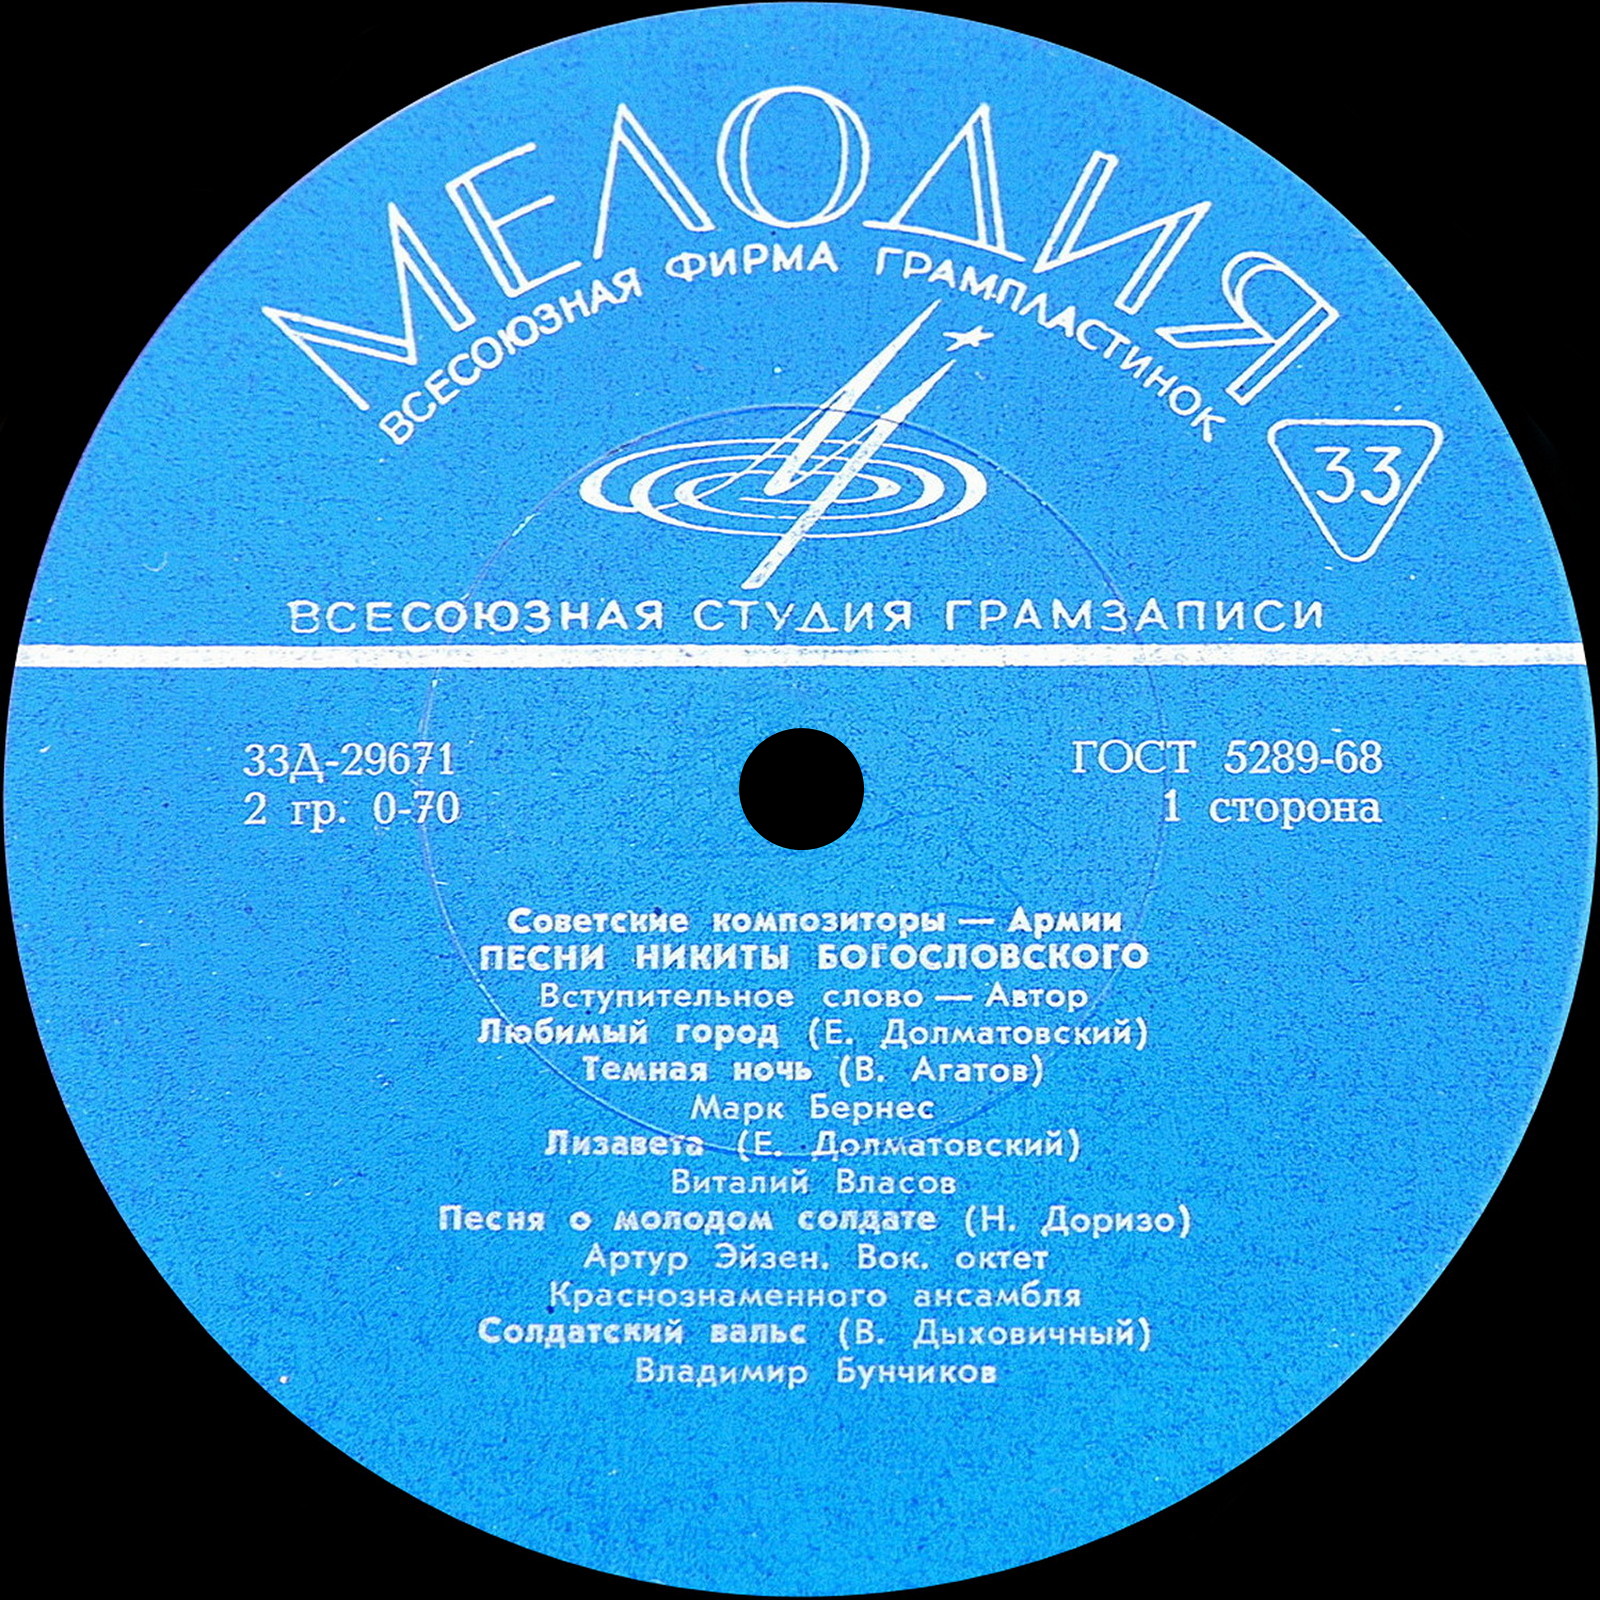 МЕЛОДИЯ
ВСЕСОЮЗНАЯ ФИРМА ГРАМПЛАСТИНОК
33
ВСЕСОЮЗНАЯ СТУДИЯ ГРАМЗАПИСИ
33Д-29671 ГОСТ 5289-68
2 гр. 0-70 1 сторона
Советские композиторы — Армии
ПЕСНИ НИКИТЫ БОГОСЛОВСКОГО
Вступительное слово — Автор
Любимый город (Е. Долматовский)
Темная ночь (В. Агатов)
Марк Бернес
Лизавета (Е. Долматовский)
Виталий Власов
Песня о молодом солдате (Н. Доризо)
Артур Эйзен. Вок. октет
Краснознаменного ансамбля
Солдатский вальс (В. Дыховичный)
Владимир Бунчиков